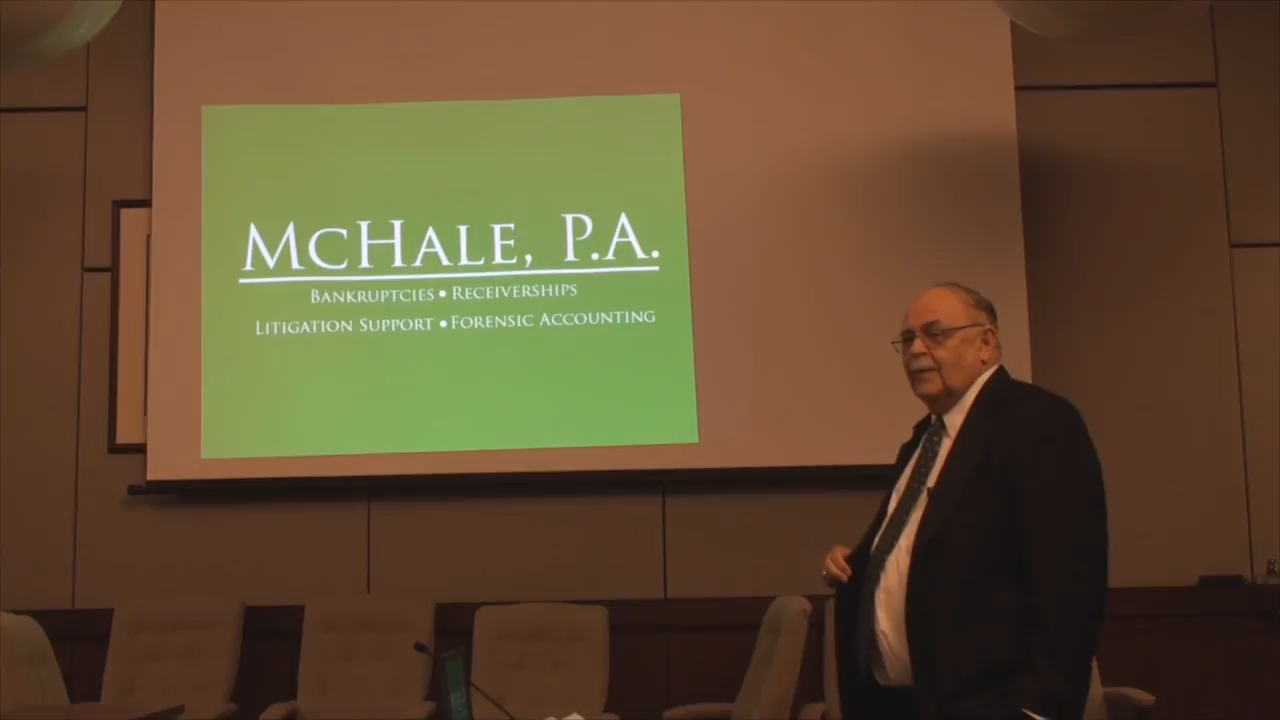 McHale, P.A.
Bankruptcies • Receiverships
Litigation Support • Forensic Accounting